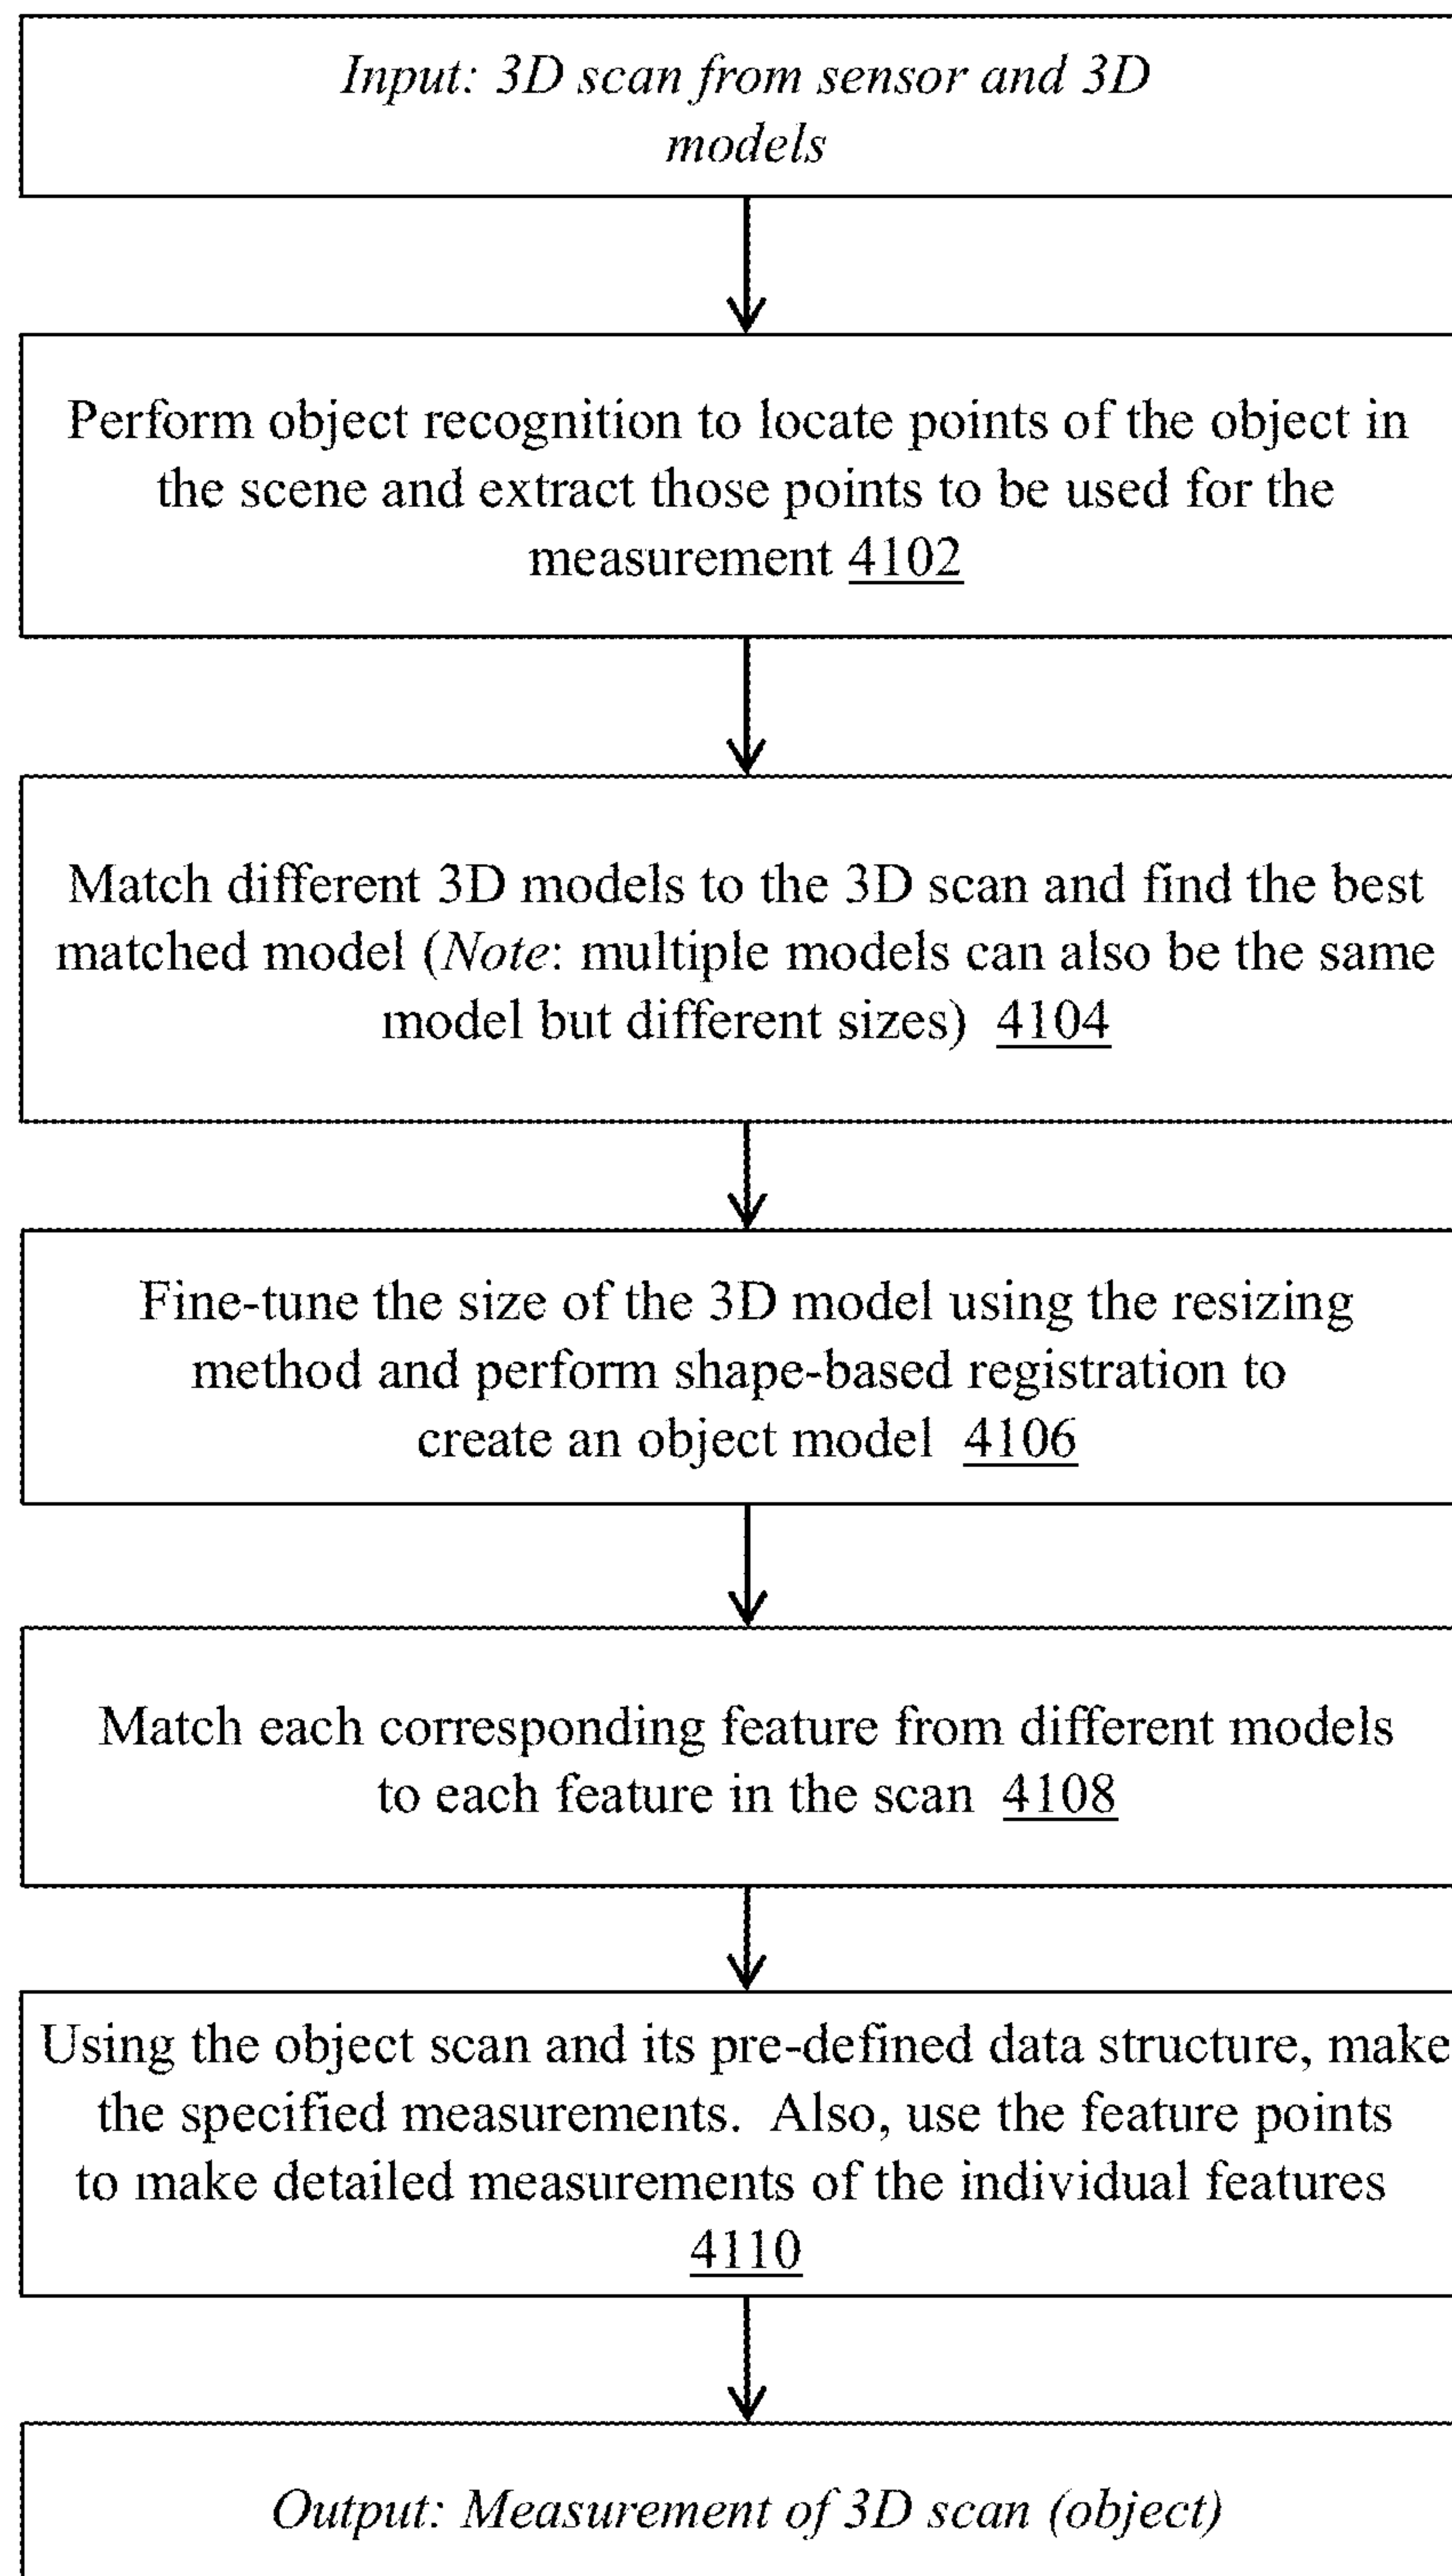 Input: 3D scan from sensor and 3D
models
Perform object recognition to locate points of the object in
the scene and extract those points to be used for the
measurement 4102
Match different 3D models to the 3D scan and find the best
matched model (Note: multiple models can also be the same
model but different sizes) 4104
Fine-tune the size of the 3D model using the resizing
method and perform shape-based registration to
create an object model 4106
Match each corresponding feature from different models
to each feature in the scan 4108
Using the object scan and its pre-defined data structure, make
the specified measurements. Also, use the feature points
to make detailed measurements of the individual features
4110
Output: Measurement of 3D scan (object)